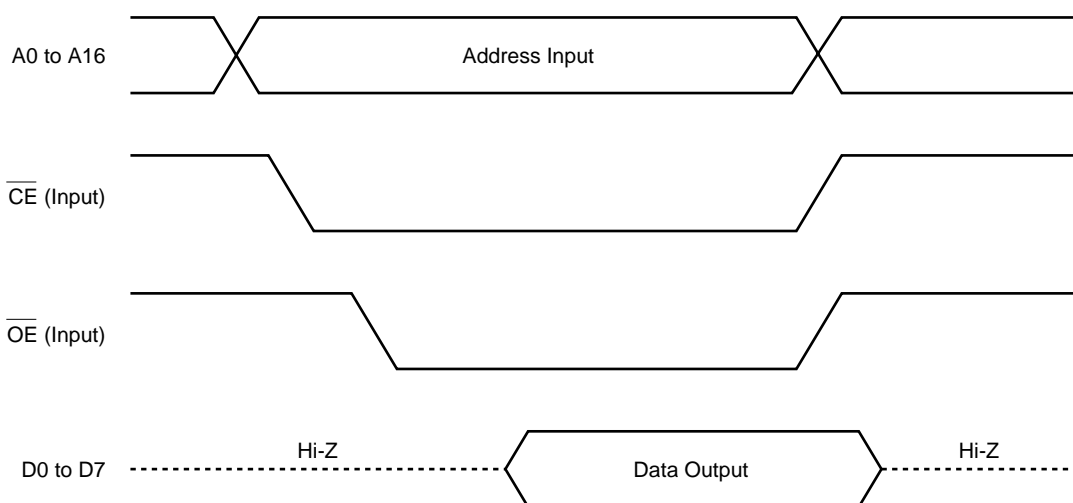 A0 to A16
Address Input
CE (Input)
OE (Input)
Hi-Z
Hi-Z
D0 to D7
Data Output